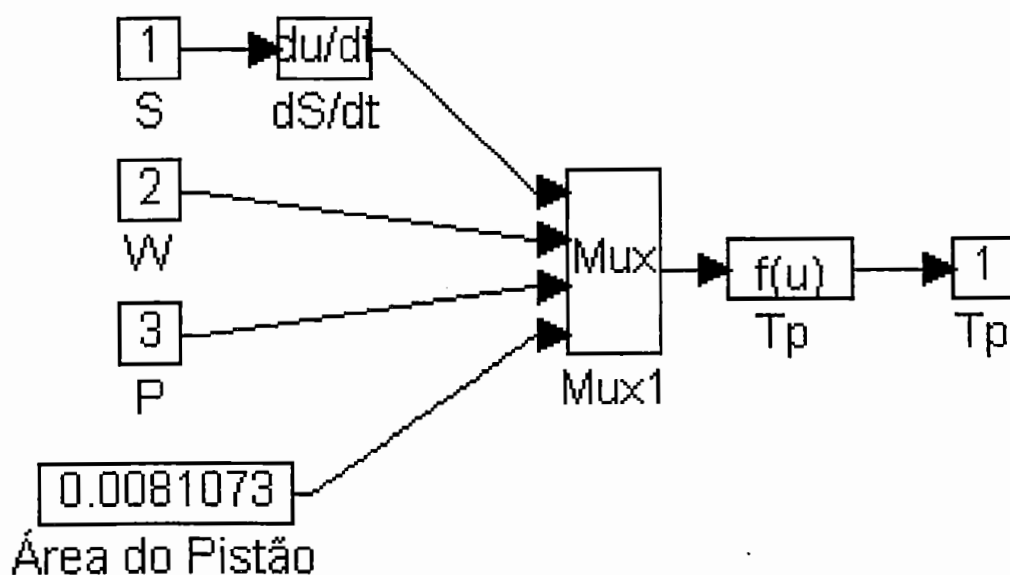 1
du/dt
S
dS/dt
2
W
Mux
f(u)
1
3
Tp
Tp
P
Mux1
0.0081073
Área do Pistão